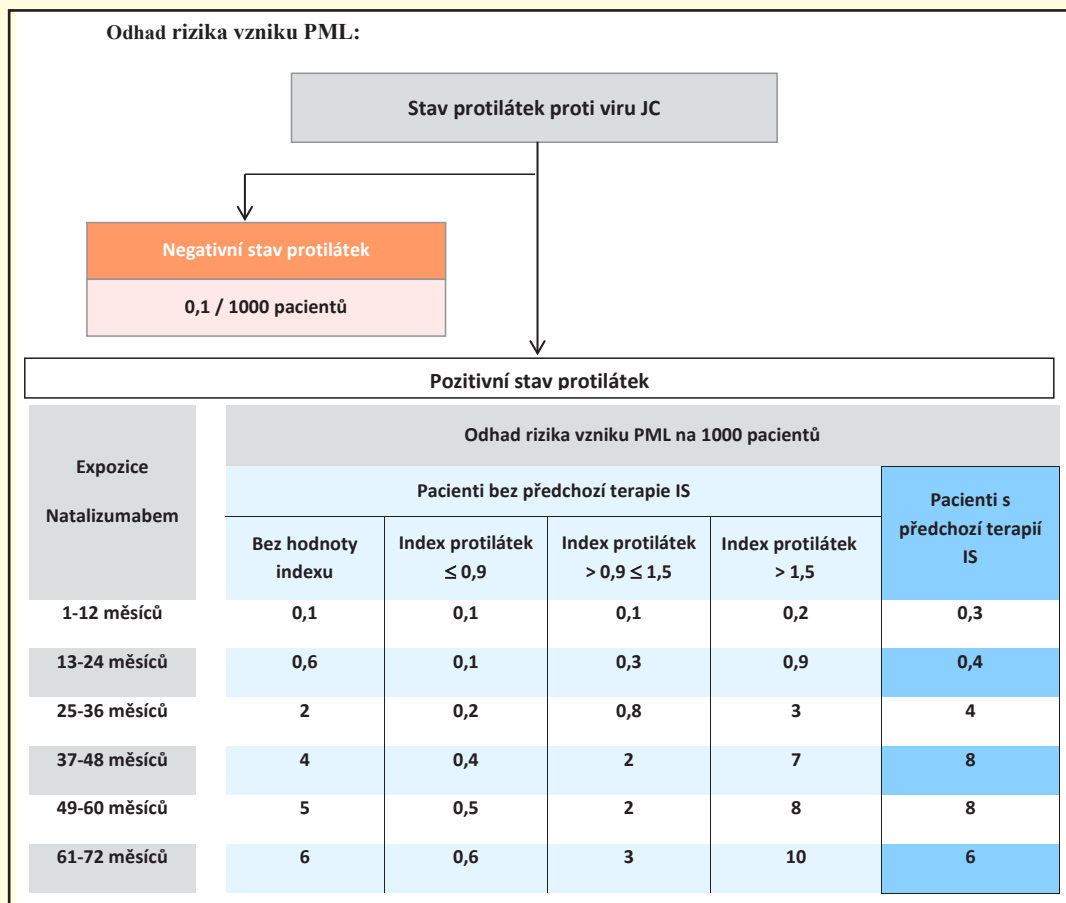 Odhad rizika vzniku PML:
Stav protilátek proti viru JC
Negativní stav protilátek
0,1 / 1000 pacientů
Pozitivní stav protilátek
Expozice
Natalizumabem
Odhad rizika vzniku PML na 1000 pacientů
Pacienti bez předchozí terapie IS
Pacienti s
předchozí terapií
IS
Bez hodnoty
indexu
Index protilátek
≤ 0,9
Index protilátek
> 0,9 ≤ 1,5
Index protilátek
> 1,5
1-12 měsíců 0,1 0,1 0,1 0,2 0,3
13-24 měsíců 0,6 0,1 0,3 0,9 0,4
25-36 měsíců 2 0,2 0,8 3 4
37-48 měsíců 4 0,4 2 7 8
49-60 měsíců 5 0,5 2 8 8
61-72 měsíců 6 0,6 3 10 6